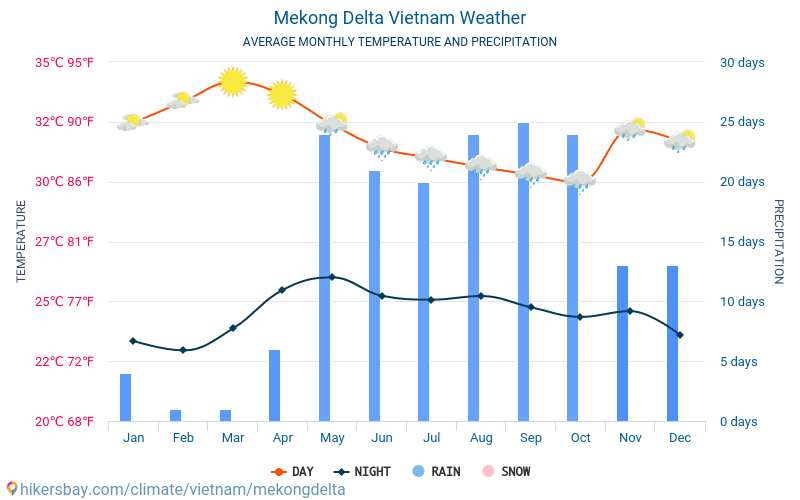 Mekong Delta Vietnam Weather
AVERAGE MONTHLY TEMPERATURE AND PRECIPITATION
35℃ 95℉ 30 days
32℃ 90℉ 25 days
30℃ 86℉ 20 days
27℃ 81℉ 15 days
25℃ 77℉ 10 days
22℃ 72℉ 5 days
20℃ 68℉ 0 days
TEMPERATURE
PRECIPITATION
Jan Feb Mar Apr May Jun Jul Aug Sep Oct Nov Dec
DAY NIGHT RAIN SNOW
hikersbay.com/climate/vietnam/mekongdelta